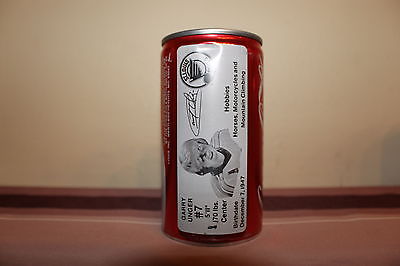 GARRY
UNGER
#7
5'11"
170 lbs.
Center
Birthdate
December 7, 1947
Hobbies
Horses, Motorcycles and
Mountain Climbing